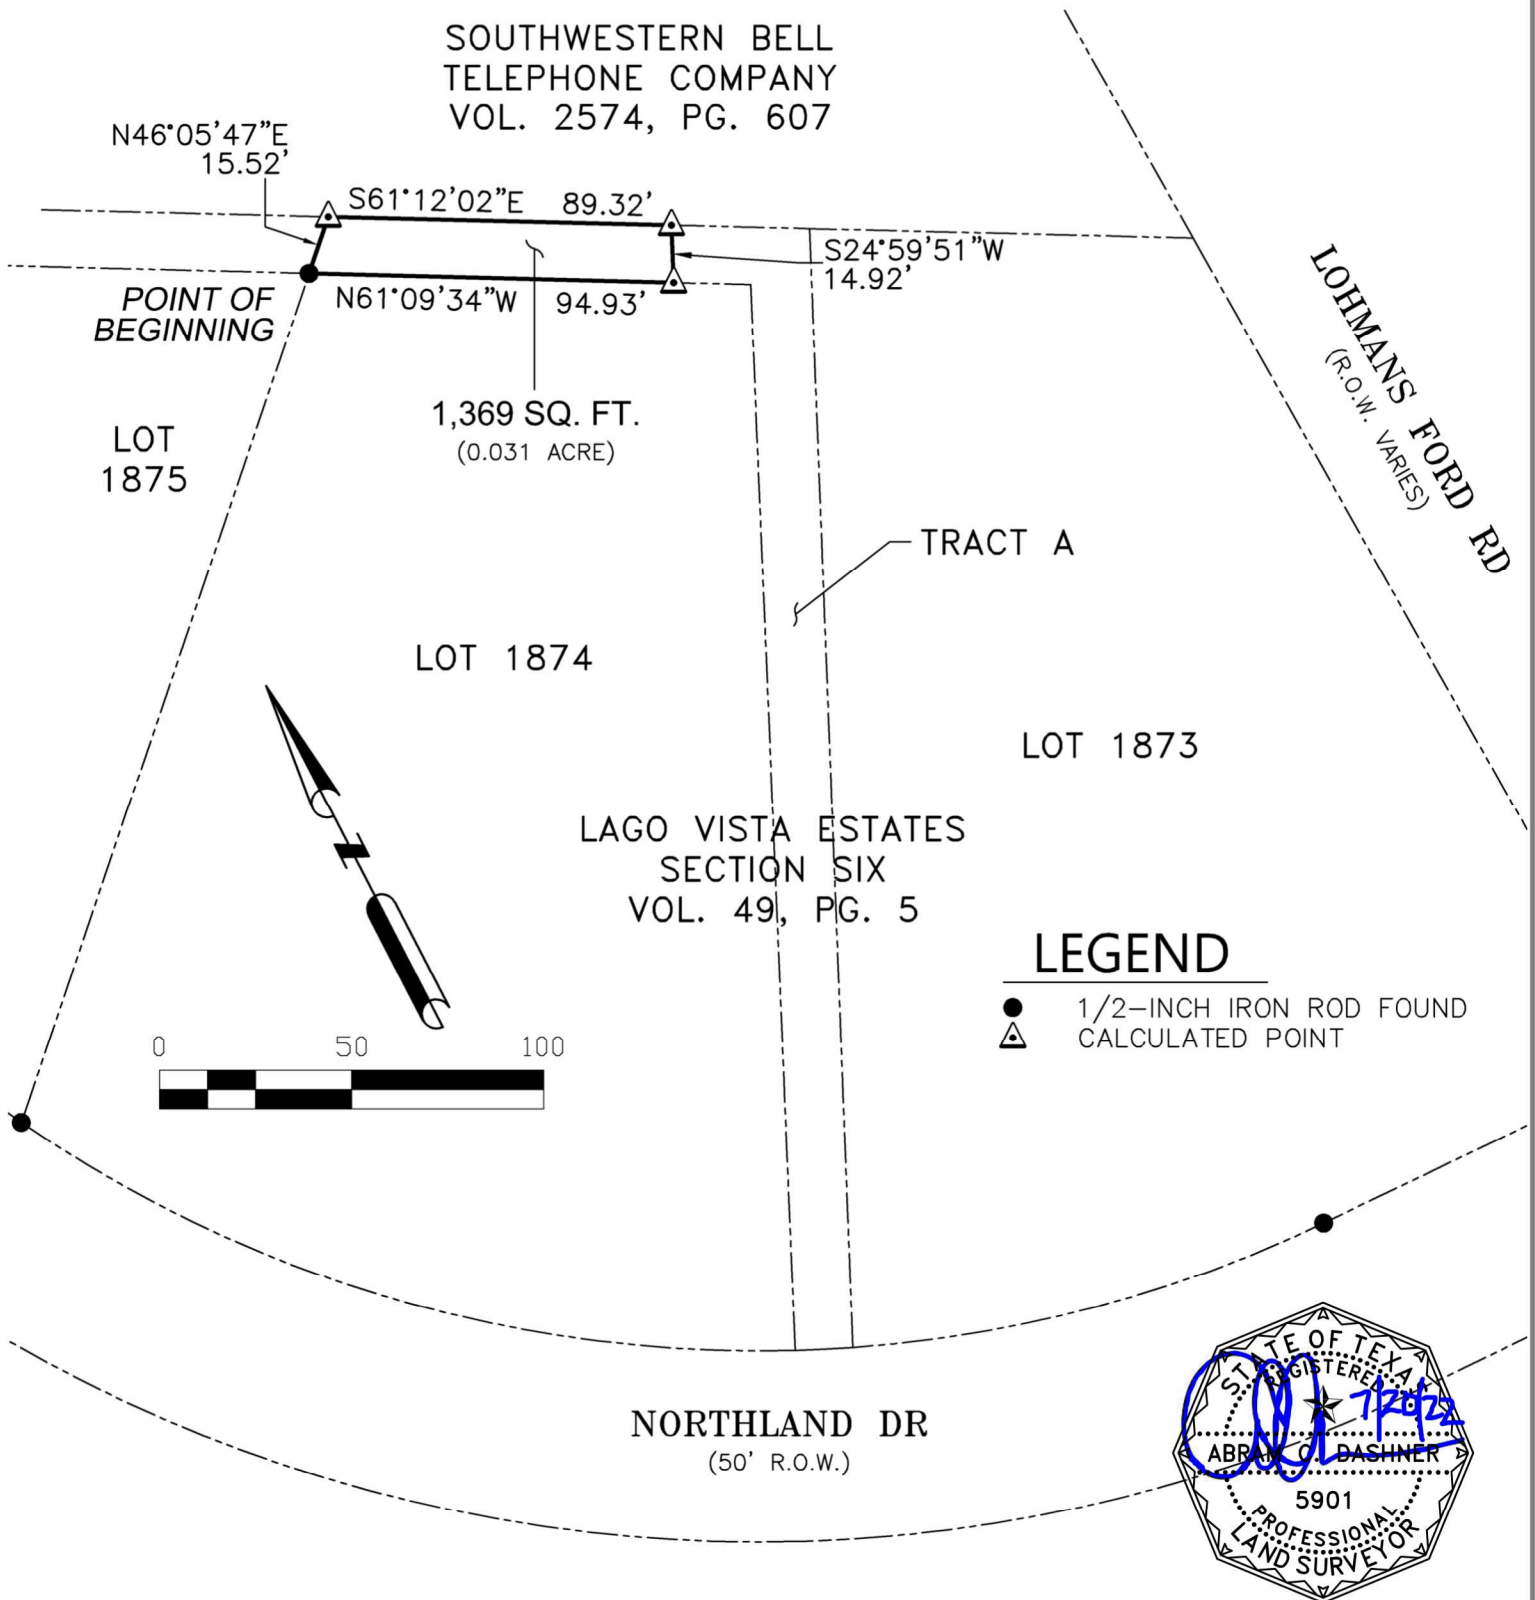 SOUTHWESTERN BELL
TELEPHONE COMPANY
VOL. 2574, PG. 607
N46°05'47"E
15.52'
S61°12'02"E 89.32'
S24°59'51"W
14.92'
POINT OF
BEGINNING
N61°09'34"W 94.93'
1,369 SQ. FT.
(0.031 ACRE)
LOT
1875
LOHMANS FORD RD
(R.O.W. VARIES)
TRACT A
LOT 1874
LOT 1873
LAGO VISTA ESTATES
SECTION SIX
VOL. 49, PG. 5
LEGEND
1/2-INCH IRON ROD FOUND
CALCULATED POINT
0 50 100
NORTHLAND DR
(50' R.O.W.)
STATE OF TEXAS
REGISTERED
7/20/22
ABRAM C. DASHNER
5901
PROFESSIONAL
LAND SURVEYOR